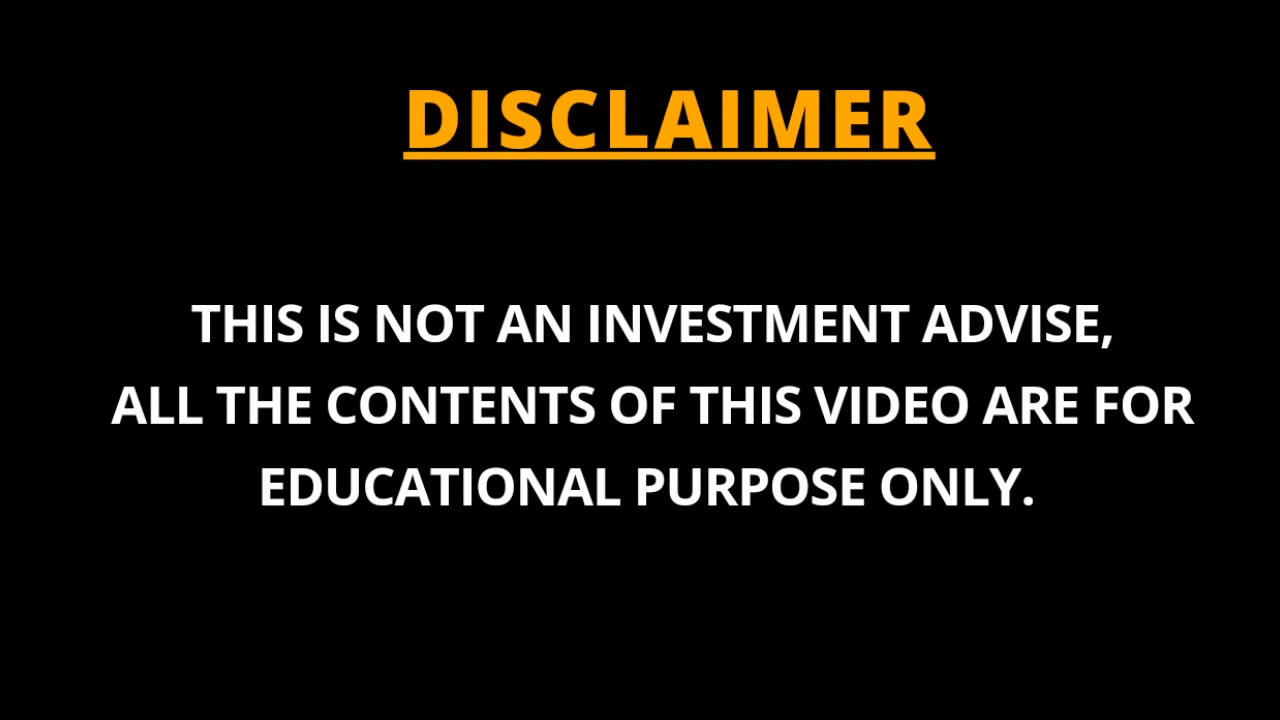 DISCLAIMER
THIS IS NOT AN INVESTMENT ADVISE,
ALL THE CONTENTS OF THIS VIDEO ARE FOR
EDUCATIONAL PURPOSE ONLY.